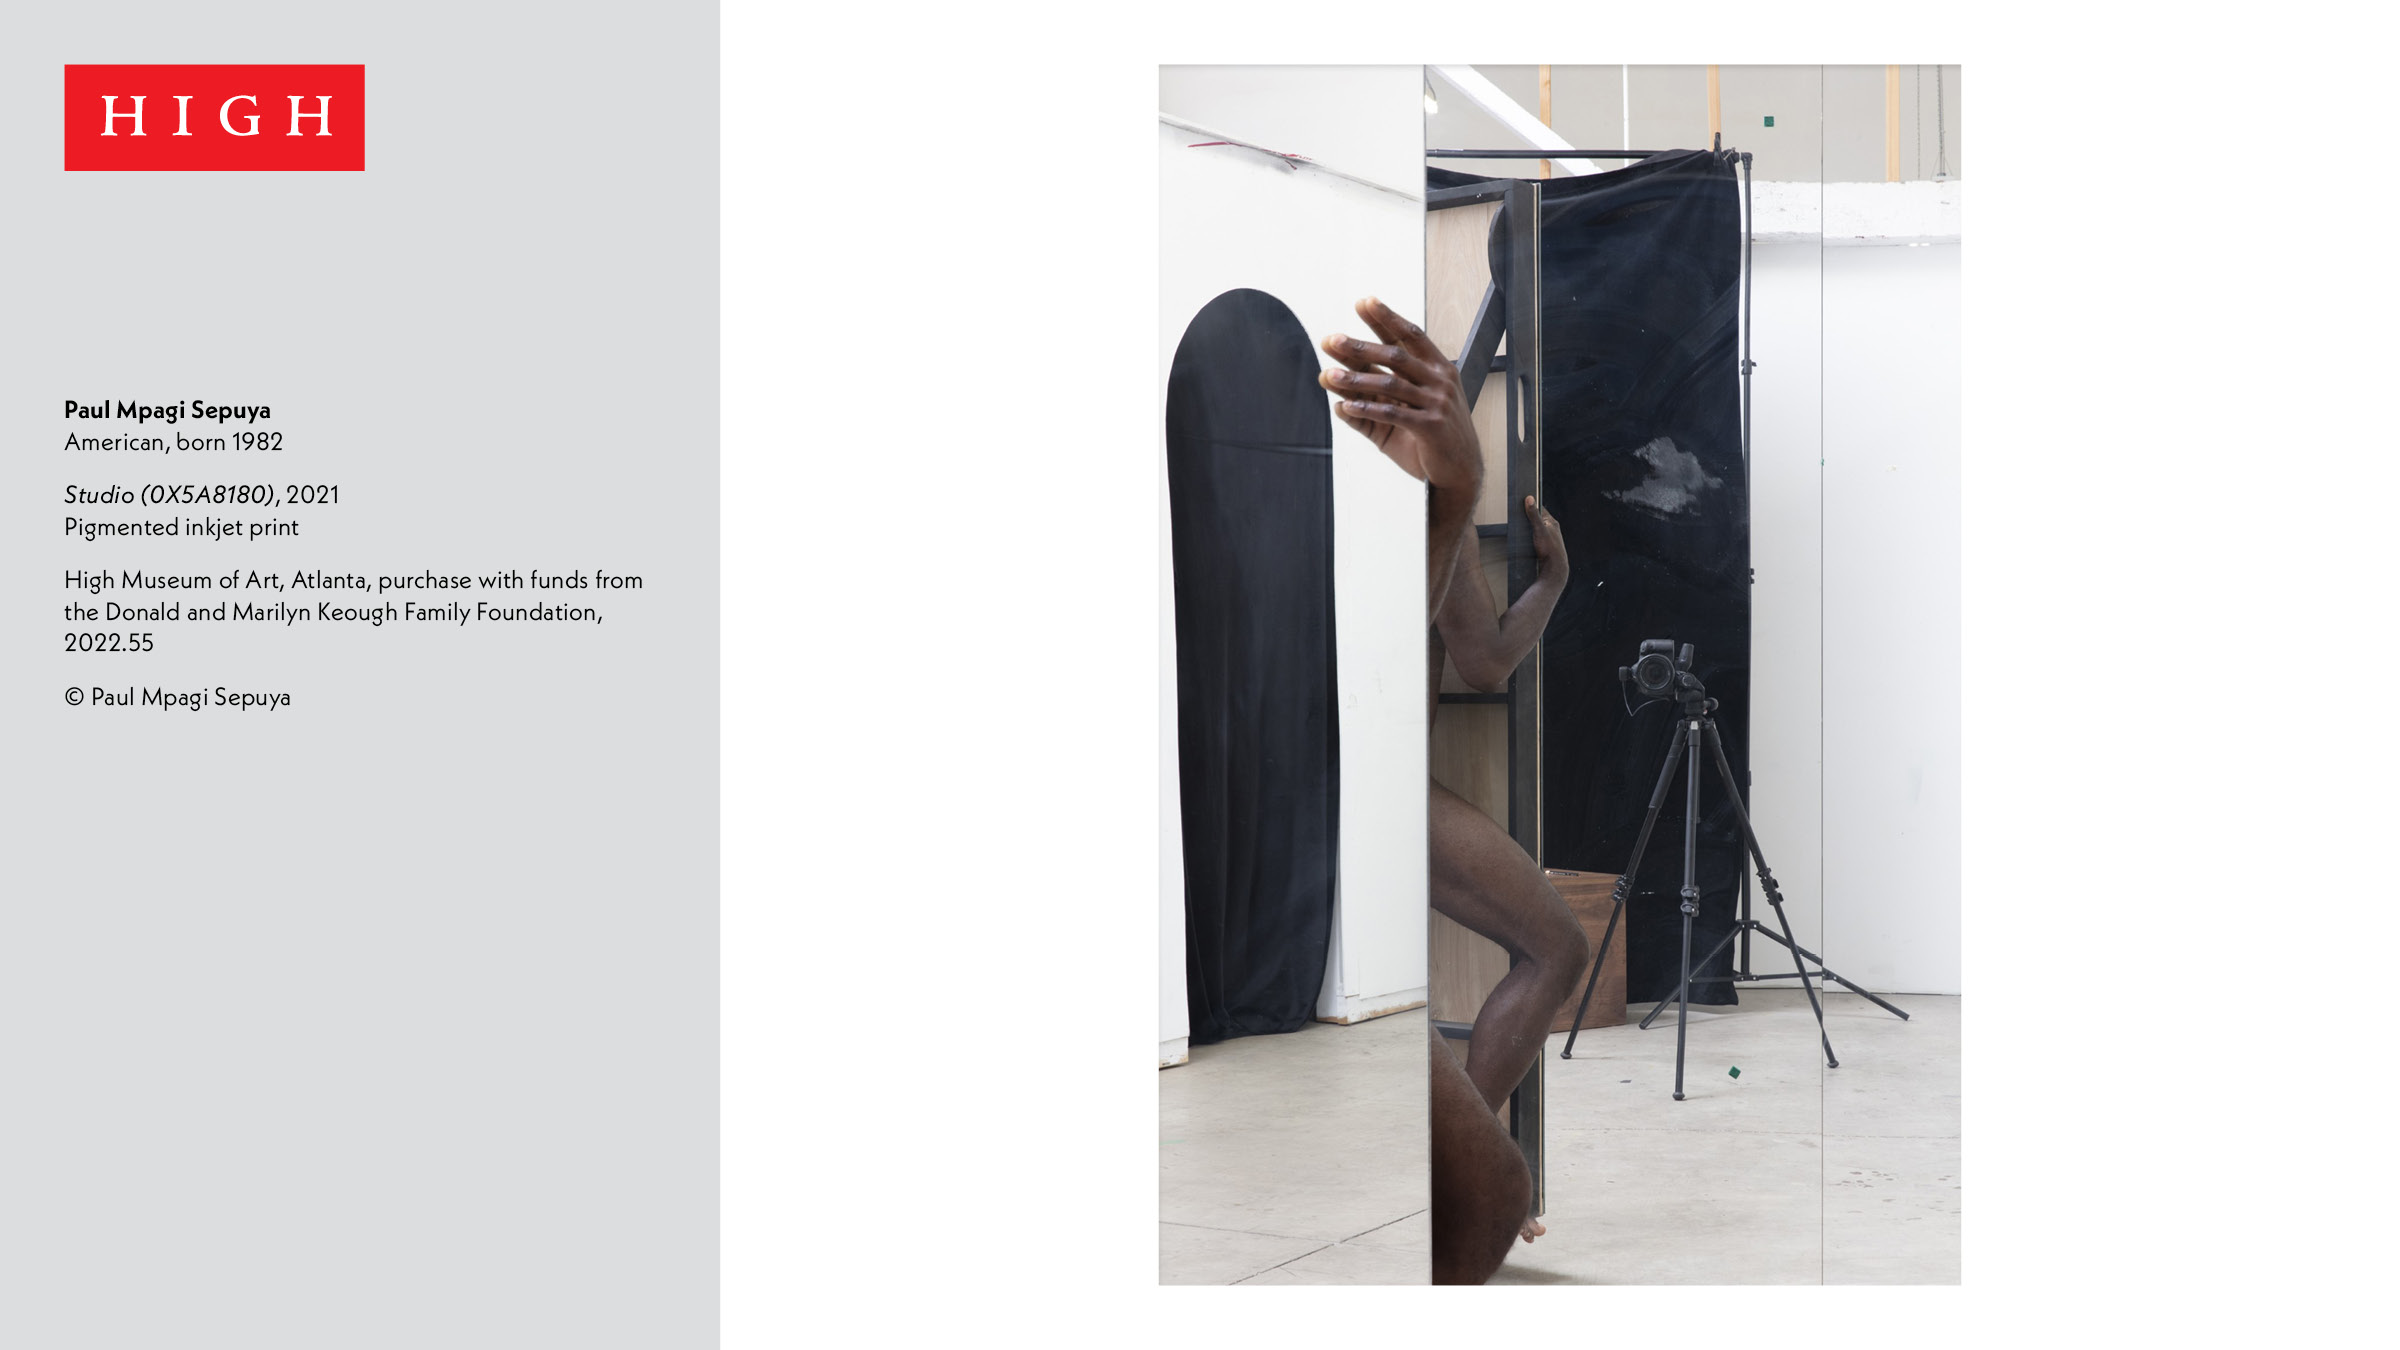 HIGH
Paul Mpagi Sepuya
American, born 1982
Studio (0X5A8180), 2021
Pigmented inkjet print
High Museum of Art, Atlanta, purchase with funds from
the Donald and Marilyn Keough Family Foundation,
2022.55
© Paul Mpagi Sepuya